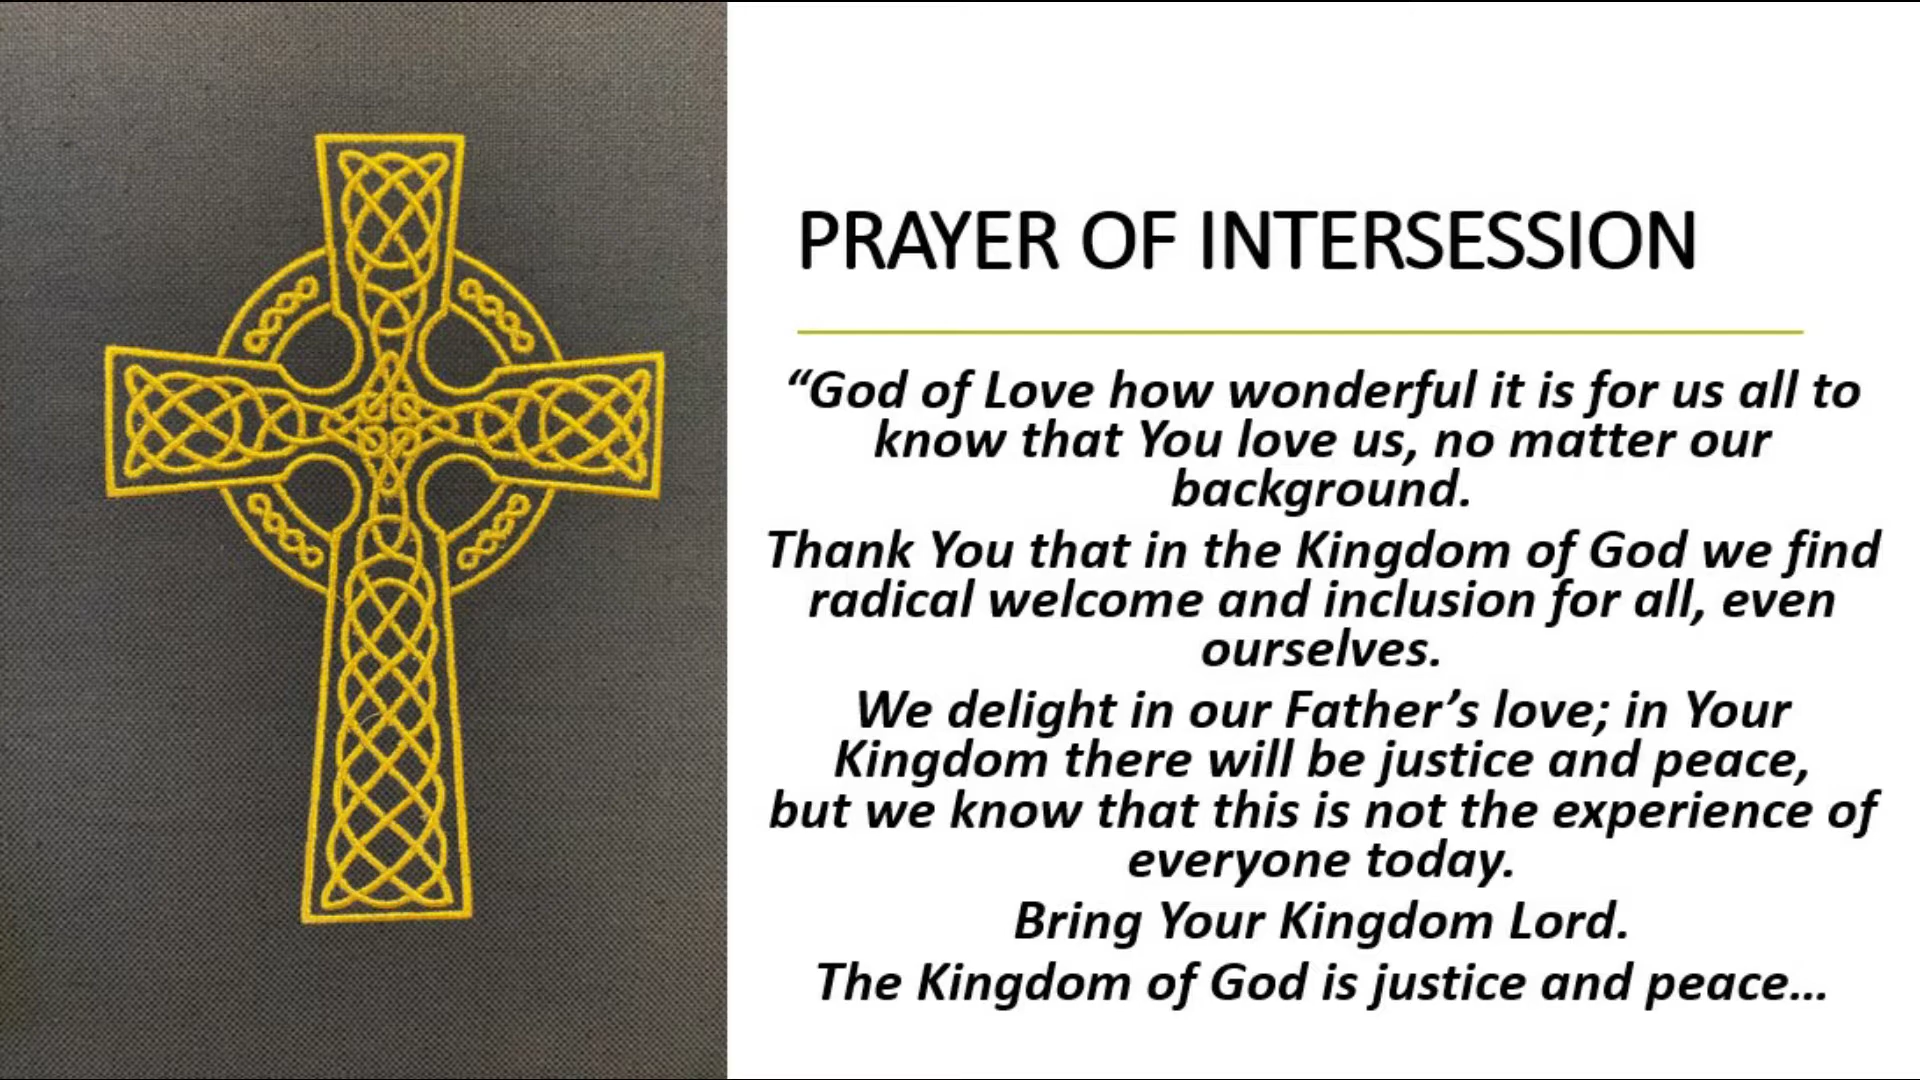 PRAYER OF INTERSESSION
“God of Love how wonderful it is for us all to
know that You love us, no matter our
background.
Thank You that in the Kingdom of God we find
radical welcome and inclusion for all, even
ourselves.
We delight in our Father’s love; in Your
Kingdom there will be justice and peace,
but we know that this is not the experience of
everyone today.
Bring Your Kingdom Lord.
The Kingdom of God is justice and peace…